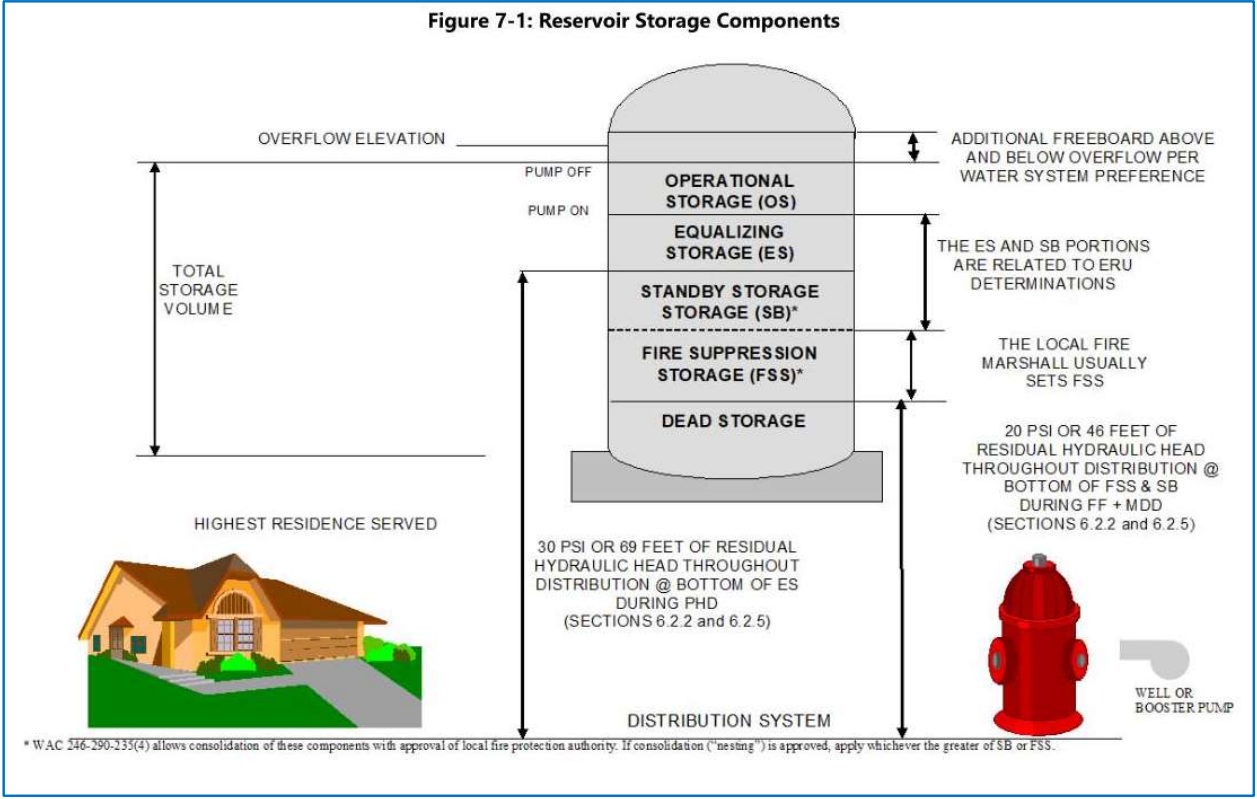 Figure 7-1: Reservoir Storage Components
OVERFLOW ELEVATION
PUMP OFF
PUMP ON
TOTAL
STORAGE
VOLUME
OPERATIONAL
STORAGE (OS)
EQUALIZING
STORAGE (ES)
STANDBY STORAGE
STORAGE (SB)*
FIRE SUPPRESSION
STORAGE (FSS)*
DEAD STORAGE
ADDITIONAL FREEBOARD ABOVE
AND BELOW OVERFLOW PER
WATER SYSTEM PREFERENCE
THE ES AND SB PORTIONS
ARE RELATED TO ERU
DETERMINATIONS
THE LOCAL FIRE
MARSHALL USUALLY
SETS FSS
20 PSI OR 46 FEET OF
RESIDUAL HYDRAULIC HEAD
THROUGHOUT DISTRIBUTION @
BOTTOM OF FSS & SB
DURING FF + MDD
(SECTIONS 6.2.2 and 6.2.5)
HIGHEST RESIDENCE SERVED
30 PSI OR 69 FEET OF RESIDUAL
HYDRAULIC HEAD THROUGHOUT
DISTRIBUTION @ BOTTOM OF ES
DURING PHD
(SECTIONS 6.2.2 and 6.2.5)
WELL OR
BOOSTER PUMP
DISTRIBUTION SYSTEM
* WAC 246-290-235(4) allows consolidation of these components with approval of local fire protection authority. If consolidation ("nesting") is approved, apply whichever the greater of SB or FSS.